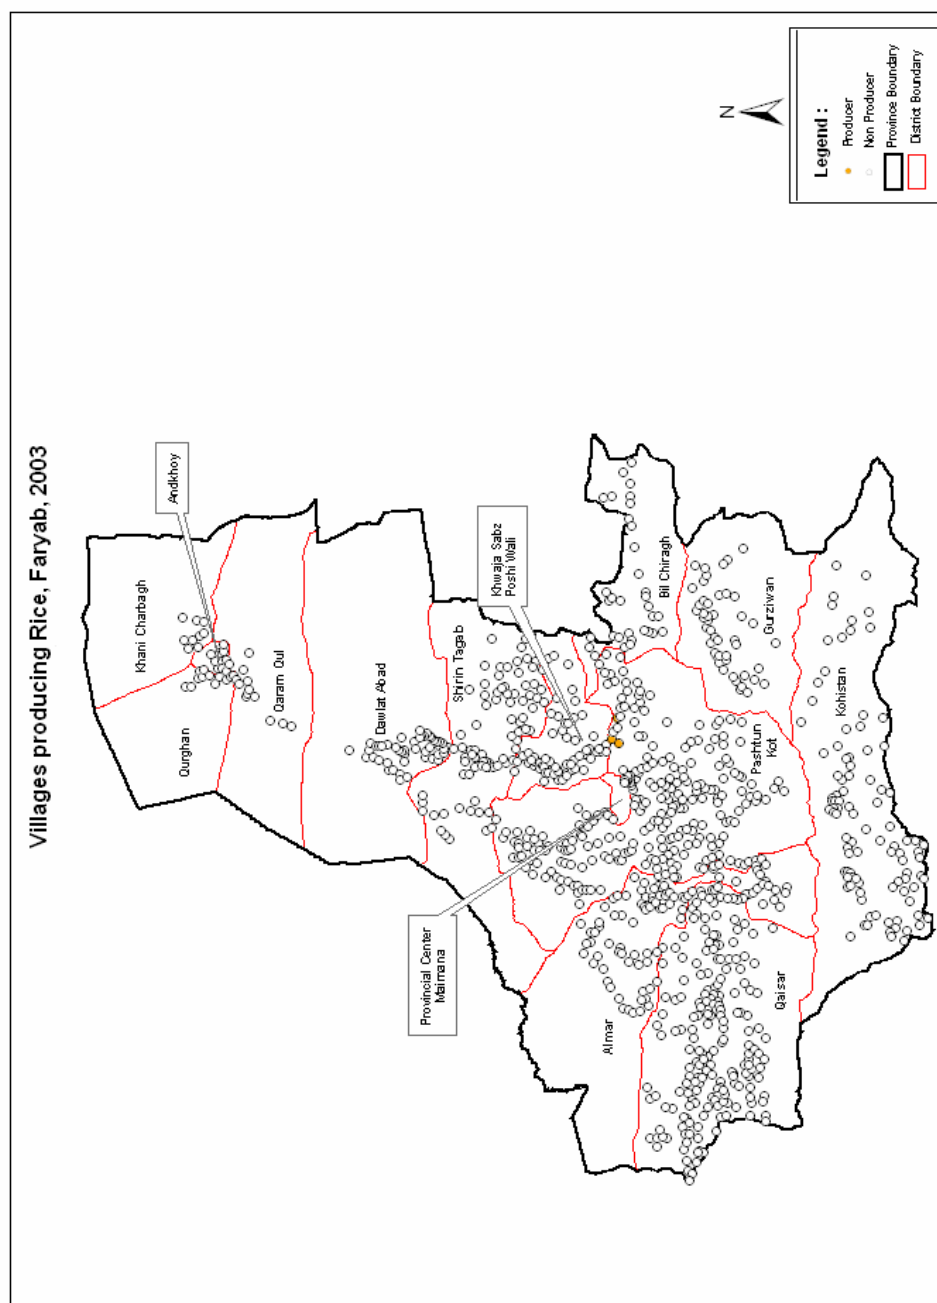 Villages producing Rice, Faryab, 2003
Andkhoy
Khani Charbagh
Qurghan
Qaram Qul
Dawlat Abad
Shirin Tagab
Khwaja Sabz
Poshi Wali
Provincial Center
Maimana
Bil Chiragh
Gurziwan
Pashtun
Kot
Kohistan
Almar
Qaisar
N
Legend :
Producer
Non Producer
Province Boundary
District Boundary